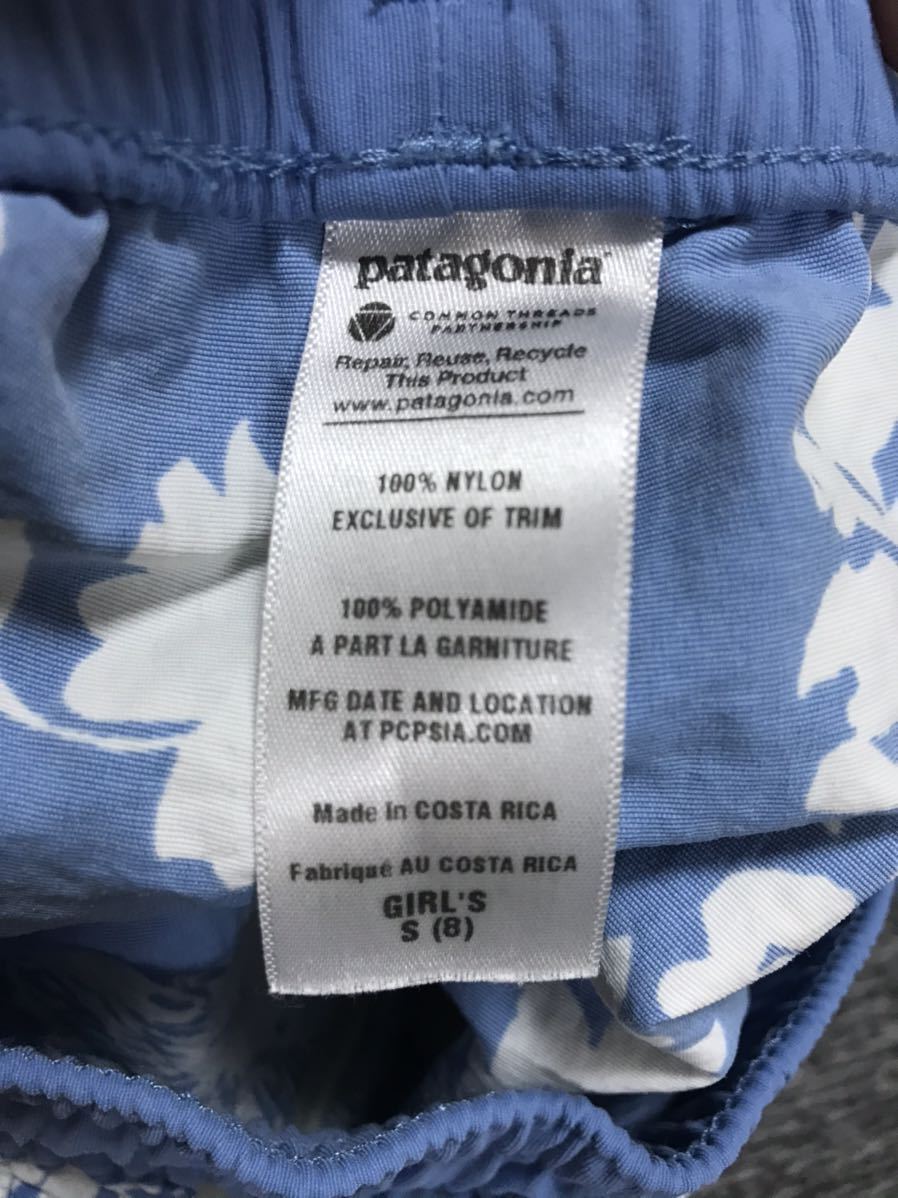 patagonia
COMMON THREADS
PARTNERSHIP
Repair, Reuse, Recycle
This Product
www.patagonia.com
100% NYLON
EXCLUSIVE OF TRIM
100% POLYAMIDE
A PART LA GARNITURE
MFG DATE AND LOCATION
AT PCPSIA.COM
Made in COSTA RICA
Fabriqué AU COSTA RICA
GIRL'S
S (8)